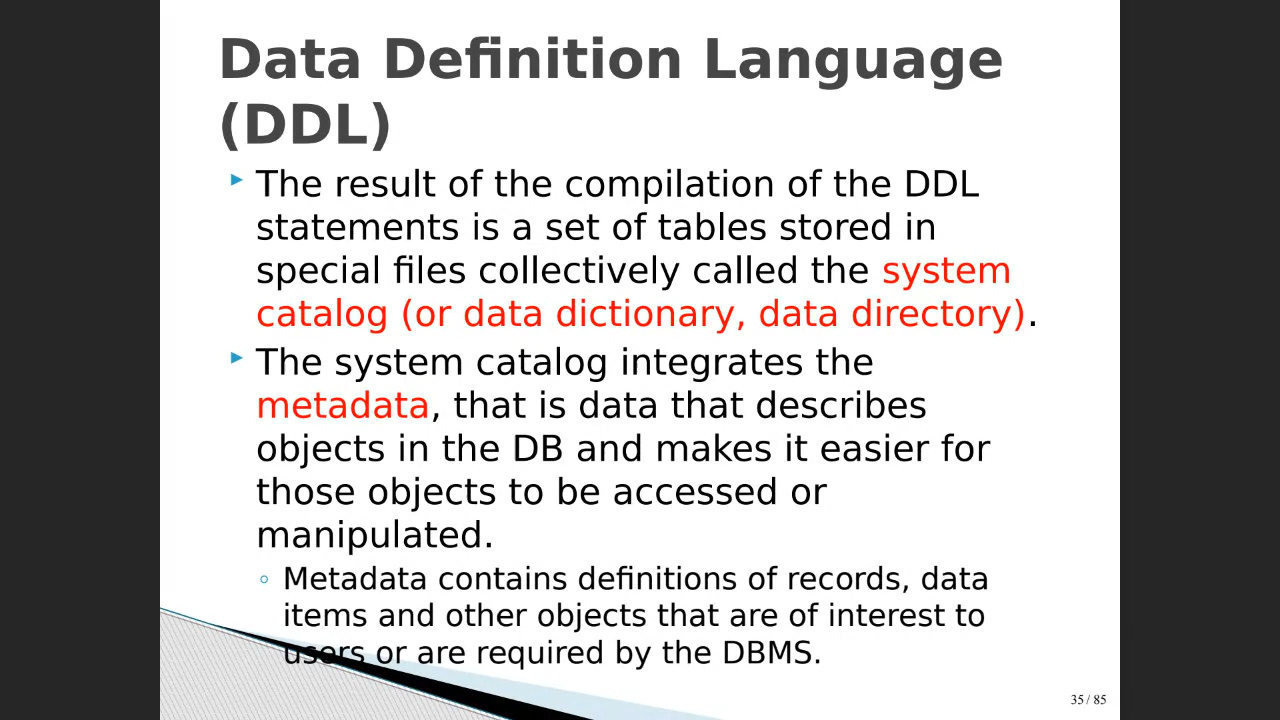 Data Definition Language
(DDL)
The result of the compilation of the DDL
statements is a set of tables stored in
special files collectively called the system
catalog (or data dictionary, data directory).
The system catalog integrates the
metadata, that is data that describes
objects in the DB and makes it easier for
those objects to be accessed or
manipulated.
Metadata contains definitions of records, data
items and other objects that are of interest to
users or are required by the DBMS.
35 / 85